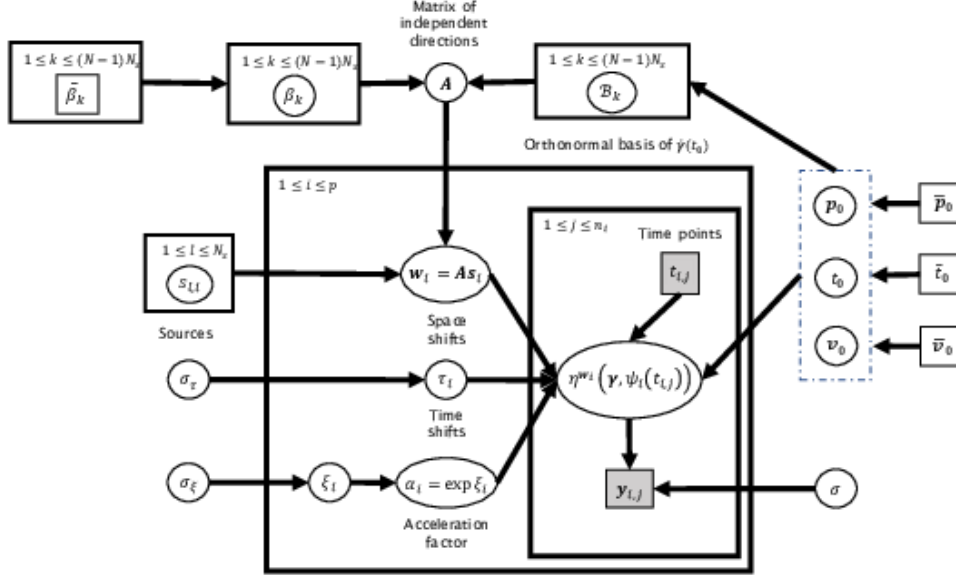 Matrix of
independent
directions
1 ≤ k ≤ (N − 1)N_s
β̄_k
1 ≤ k ≤ (N − 1)N_s
β_k
A
1 ≤ k ≤ (N − 1)N_s
ℬ_k
Orthonormal basis of γ̇(t_0)
1 ≤ i ≤ p
1 ≤ j ≤ n_i
Time points
t_{i,j}
p_0
p̄_0
1 ≤ l ≤ N_s
s_{l,i}
Sources
w_i = As_i
Space
shifts
t_0
t̄_0
v_0
v̄_0
σ_τ
τ_i
Time
shifts
η^{w_i}(γ, ψ_i(t_{i,j}))
σ_ξ
ξ_i
α_i = exp ξ_i
Acceleration
factor
y_{i,j}
σ